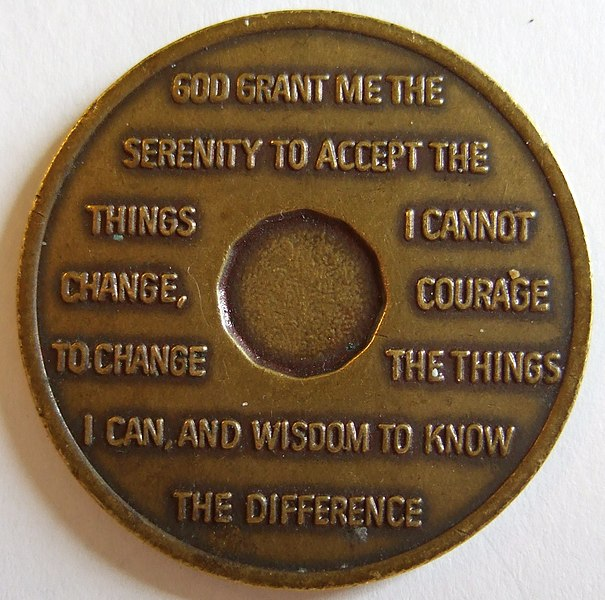 GOD GRANT ME THE
SERENITY TO ACCEPT THE
THINGS I CANNOT
CHANGE, COURAGE
TO CHANGE THE THINGS
I CAN, AND WISDOM TO KNOW
THE DIFFERENCE